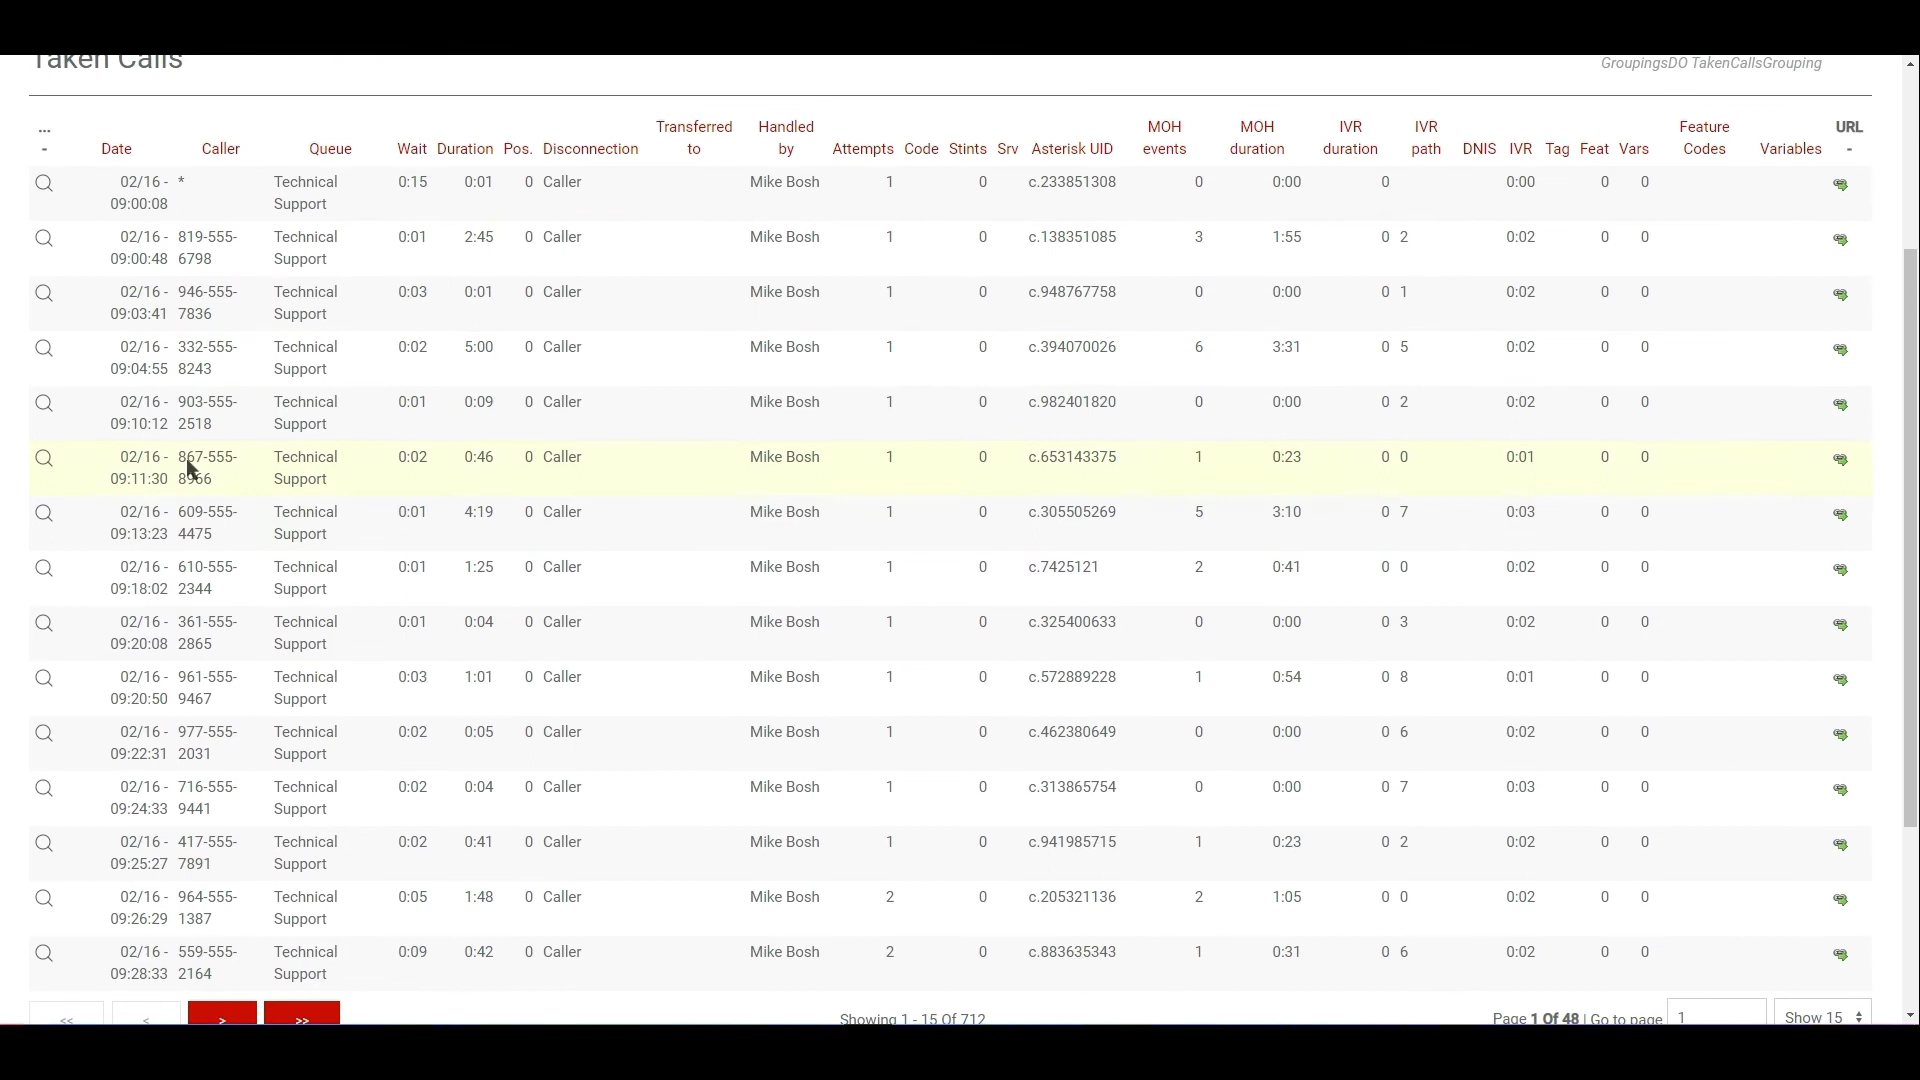 Taken Calls
GroupingsDO TakenCallsGrouping
... - Date Caller Queue Wait Duration Pos. Disconnection Transferred to Handled by Attempts Code Stints Srv Asterisk UID MOH events MOH duration IVR duration IVR path DNIS IVR Tag Feat Vars Feature Codes Variables URL -
02/16 - * Technical 0:15 0:01 0 Caller Mike Bosh 1 0 c.233851308 0 0:00 0 0:00 0 0
09:00:08 Support
02/16 - 819-555- Technical 0:01 2:45 0 Caller Mike Bosh 1 0 c.138351085 3 1:55 0 2 0:02 0 0
09:00:48 6798 Support
02/16 - 946-555- Technical 0:03 0:01 0 Caller Mike Bosh 1 0 c.948767758 0 0:00 0 1 0:02 0 0
09:03:41 7836 Support
02/16 - 332-555- Technical 0:02 5:00 0 Caller Mike Bosh 1 0 c.394070026 6 3:31 0 5 0:02 0 0
09:04:55 8243 Support
02/16 - 903-555- Technical 0:01 0:09 0 Caller Mike Bosh 1 0 c.982401820 0 0:00 0 2 0:02 0 0
09:10:12 2518 Support
02/16 - 867-555- Technical 0:02 0:46 0 Caller Mike Bosh 1 0 c.653143375 1 0:23 0 0 0:01 0 0
09:11:30 8966 Support
02/16 - 609-555- Technical 0:01 4:19 0 Caller Mike Bosh 1 0 c.305505269 5 3:10 0 7 0:03 0 0
09:13:23 4475 Support
02/16 - 610-555- Technical 0:01 1:25 0 Caller Mike Bosh 1 0 c.7425121 2 0:41 0 0 0:02 0 0
09:18:02 2344 Support
02/16 - 361-555- Technical 0:01 0:04 0 Caller Mike Bosh 1 0 c.325400633 0 0:00 0 3 0:02 0 0
09:20:08 2865 Support
02/16 - 961-555- Technical 0:03 1:01 0 Caller Mike Bosh 1 0 c.572889228 1 0:54 0 8 0:01 0 0
09:20:50 9467 Support
02/16 - 977-555- Technical 0:02 0:05 0 Caller Mike Bosh 1 0 c.462380649 0 0:00 0 6 0:02 0 0
09:22:31 2031 Support
02/16 - 716-555- Technical 0:02 0:04 0 Caller Mike Bosh 1 0 c.313865754 0 0:00 0 7 0:03 0 0
09:24:33 9441 Support
02/16 - 417-555- Technical 0:02 0:41 0 Caller Mike Bosh 1 0 c.941985715 1 0:23 0 2 0:02 0 0
09:25:27 7891 Support
02/16 - 964-555- Technical 0:05 1:48 0 Caller Mike Bosh 2 0 c.205321136 2 1:05 0 0 0:02 0 0
09:26:29 1387 Support
02/16 - 559-555- Technical 0:09 0:42 0 Caller Mike Bosh 2 0 c.883635343 1 0:31 0 6 0:02 0 0
09:28:33 2164 Support
<< < > >> Showing 1 - 15 Of 712 Page 1 Of 48 | Go to page 1 Show 15